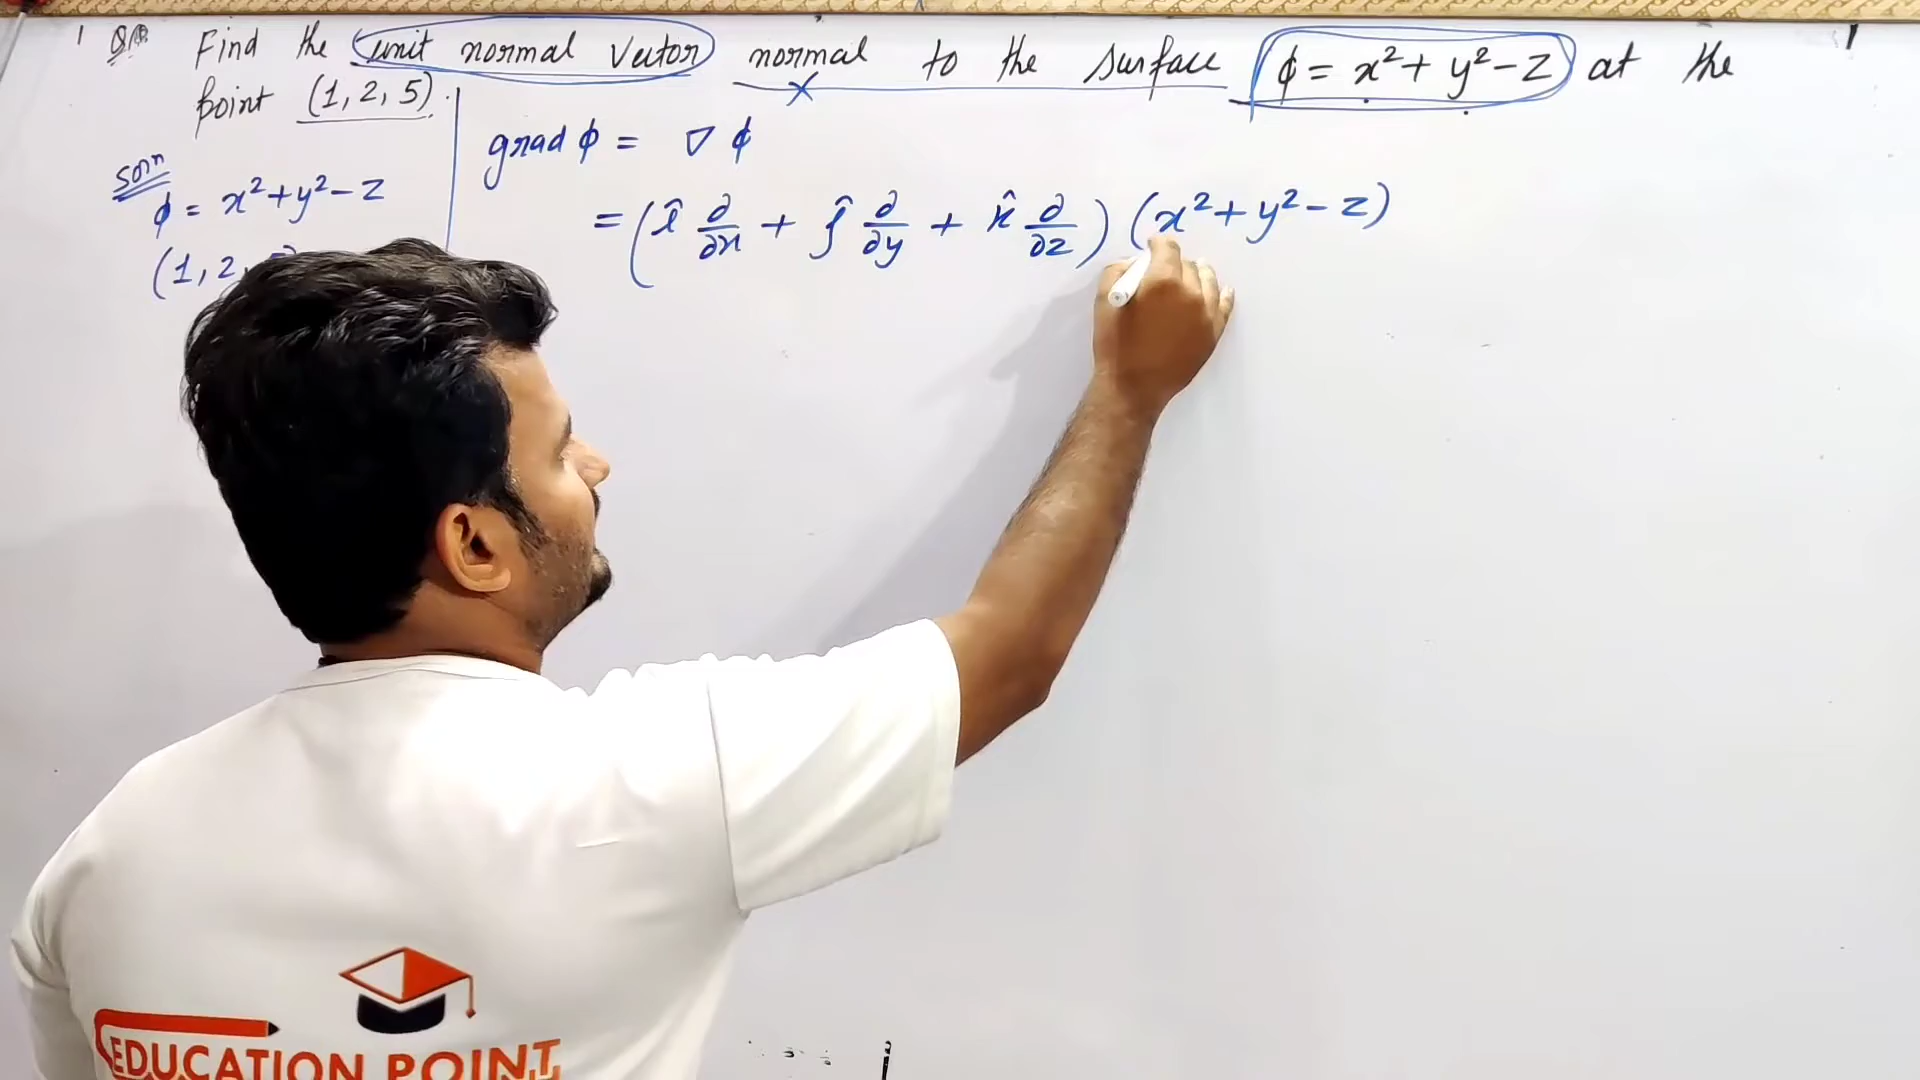 Find the unit normal vector normal to the surface ϕ = x² + y² - z at the
point (1, 2, 5).
Solⁿ
ϕ = x² + y² - z
(1, 2,
grad ϕ = ∇ ϕ
= (î ∂/∂x + ĵ ∂/∂y + k̂ ∂/∂z) (x² + y² - z)
EDUCATION POINT